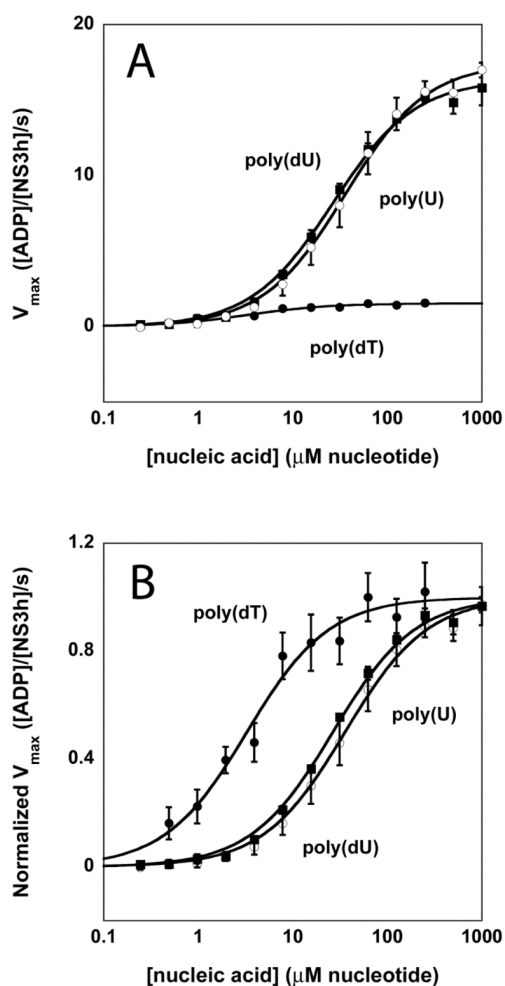 A
20
10
0
V max ([ADP]/[NS3h]/s)
poly(dU)
poly(U)
poly(dT)
0.1 1 10 100 1000
[nucleic acid] (μM nucleotide)
B
1.2
0.8
0.4
0
Normalized V max ([ADP]/[NS3h]/s)
poly(dT)
poly(U)
poly(dU)
0.1 1 10 100 1000
[nucleic acid] (μM nucleotide)